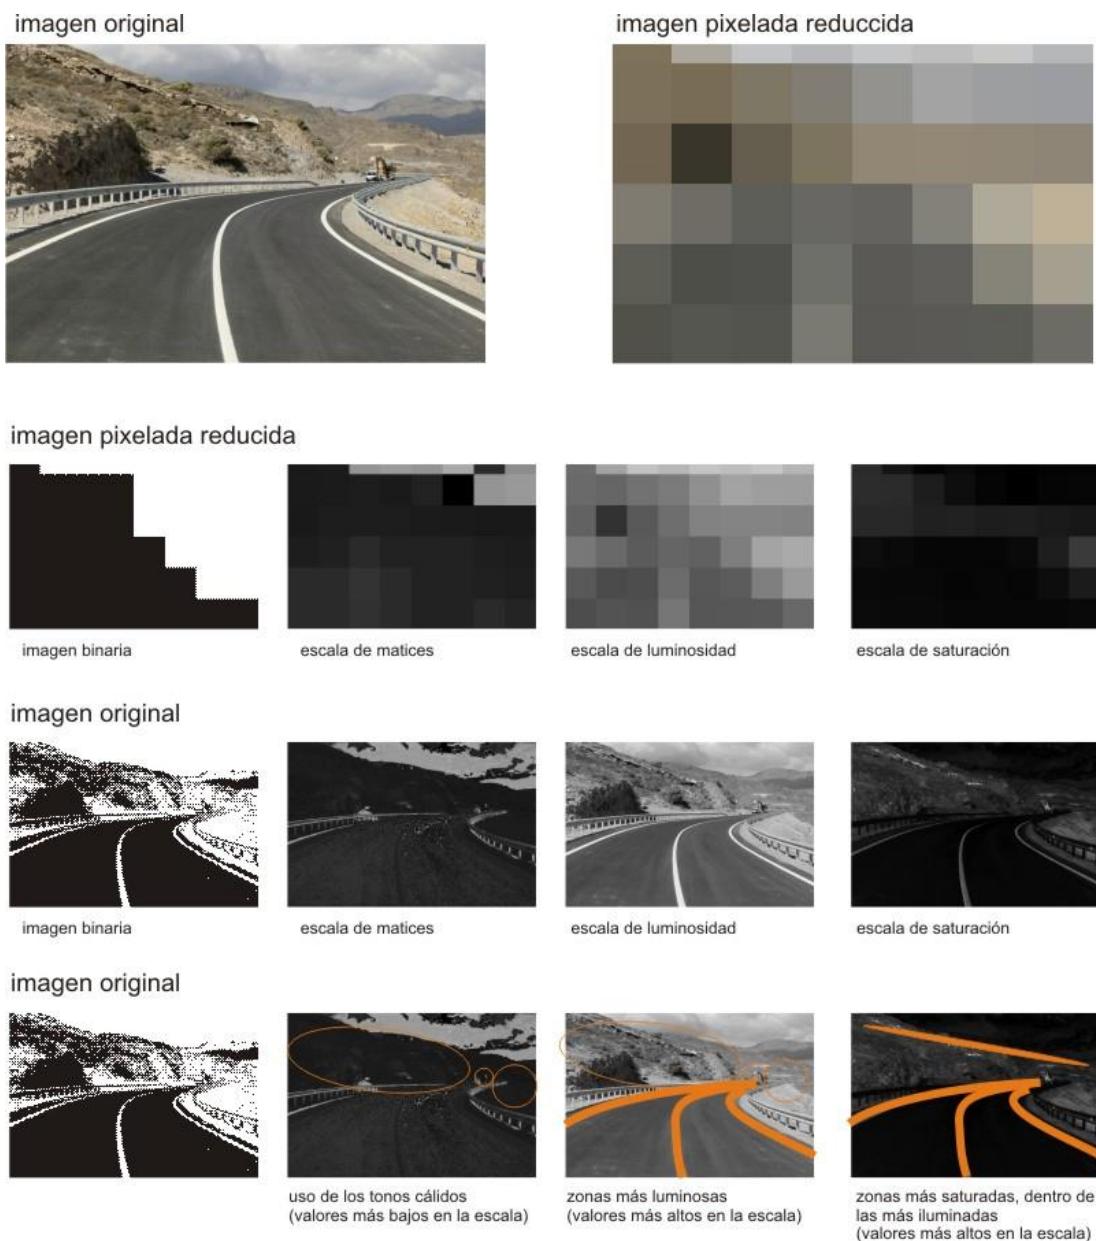 imagen original
imagen pixelada reduccida
imagen pixelada reducida
imagen binaria
escala de matices
escala de luminosidad
escala de saturación
imagen original
imagen binaria
escala de matices
escala de luminosidad
escala de saturación
imagen original
uso de los tonos cálidos
(valores más bajos en la escala)
zonas más luminosas
(valores más altos en la escala)
zonas más saturadas, dentro de
las más iluminadas
(valores más altos en la escala)